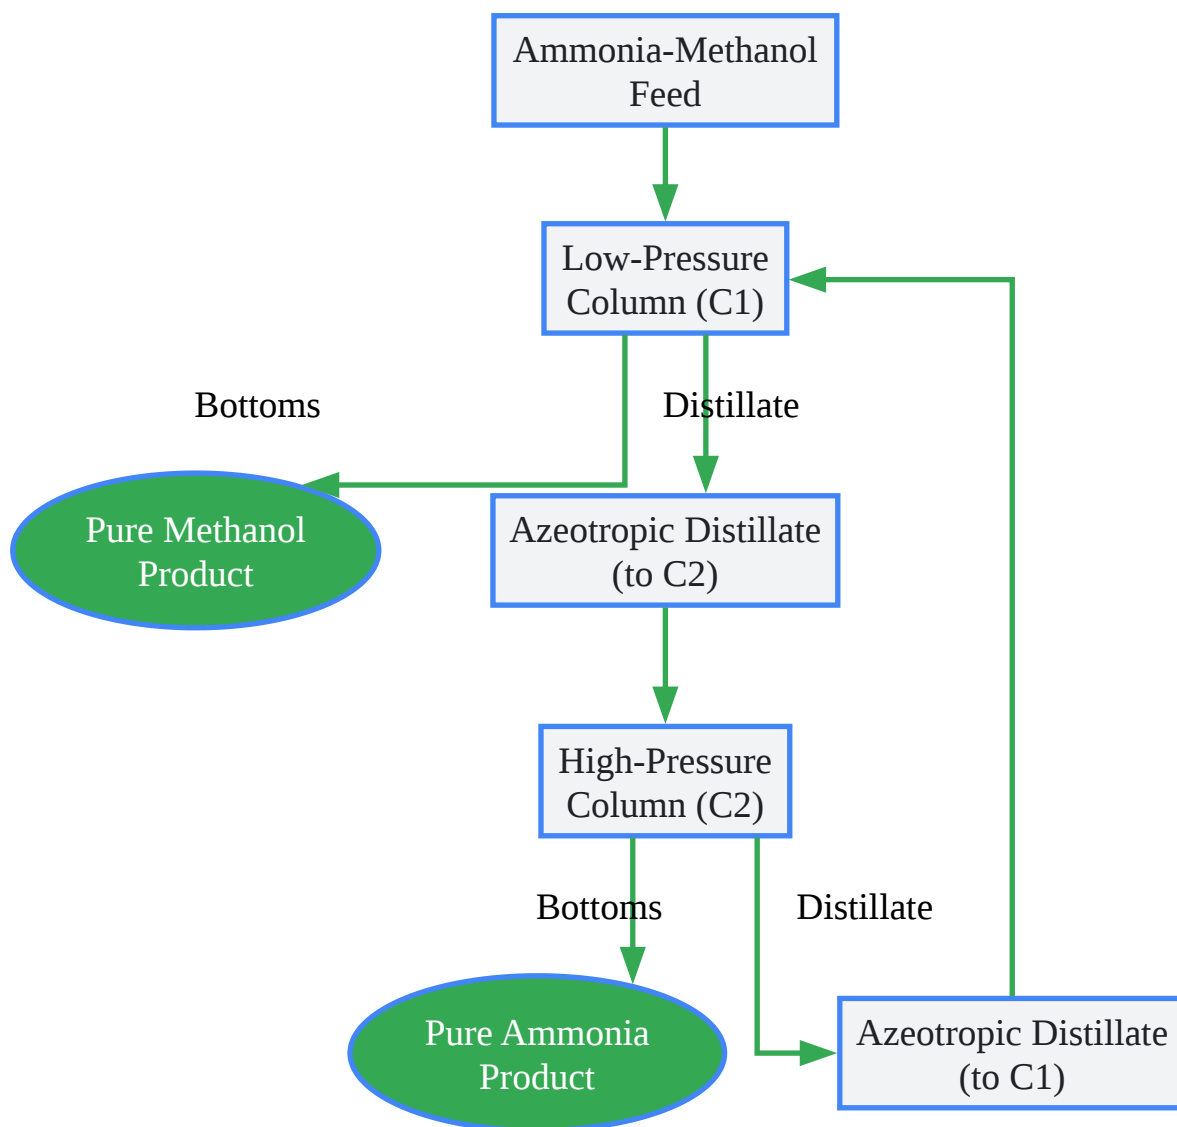 Ammonia-Methanol
Feed
Low-Pressure
Column (C1)
Bottoms
Distillate
Pure Methanol
Product
Azeotropic Distillate
(to C2)
High-Pressure
Column (C2)
Bottoms
Distillate
Pure Ammonia
Product
Azeotropic Distillate
(to C1)